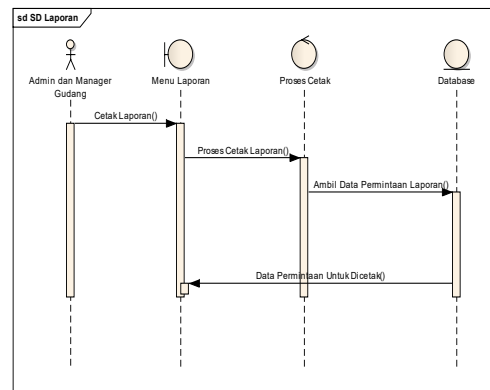 sd SD Laporan
Admin dan Manager
Gudang
Menu Laporan
Proses Cetak
Database
Cetak Laporan()
Proses Cetak Laporan()
Ambil Data Permintaan Laporan()
Data Permintaan Untuk Dicetak()